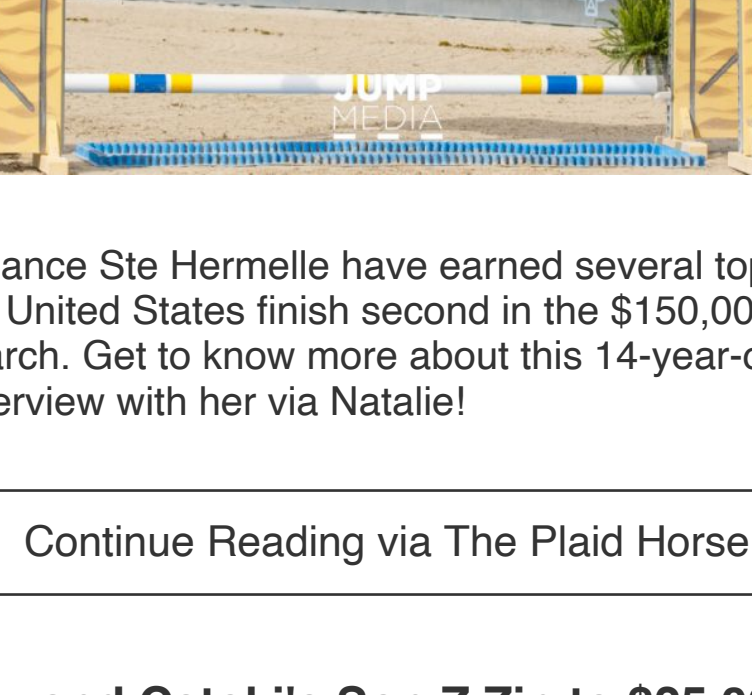 JUMP
MEDIA
ance Ste Hermelle have earned several top
United States finish second in the $150,00
arch. Get to know more about this 14-year-o
erview with her via Natalie!
Continue Reading via The Plaid Horse